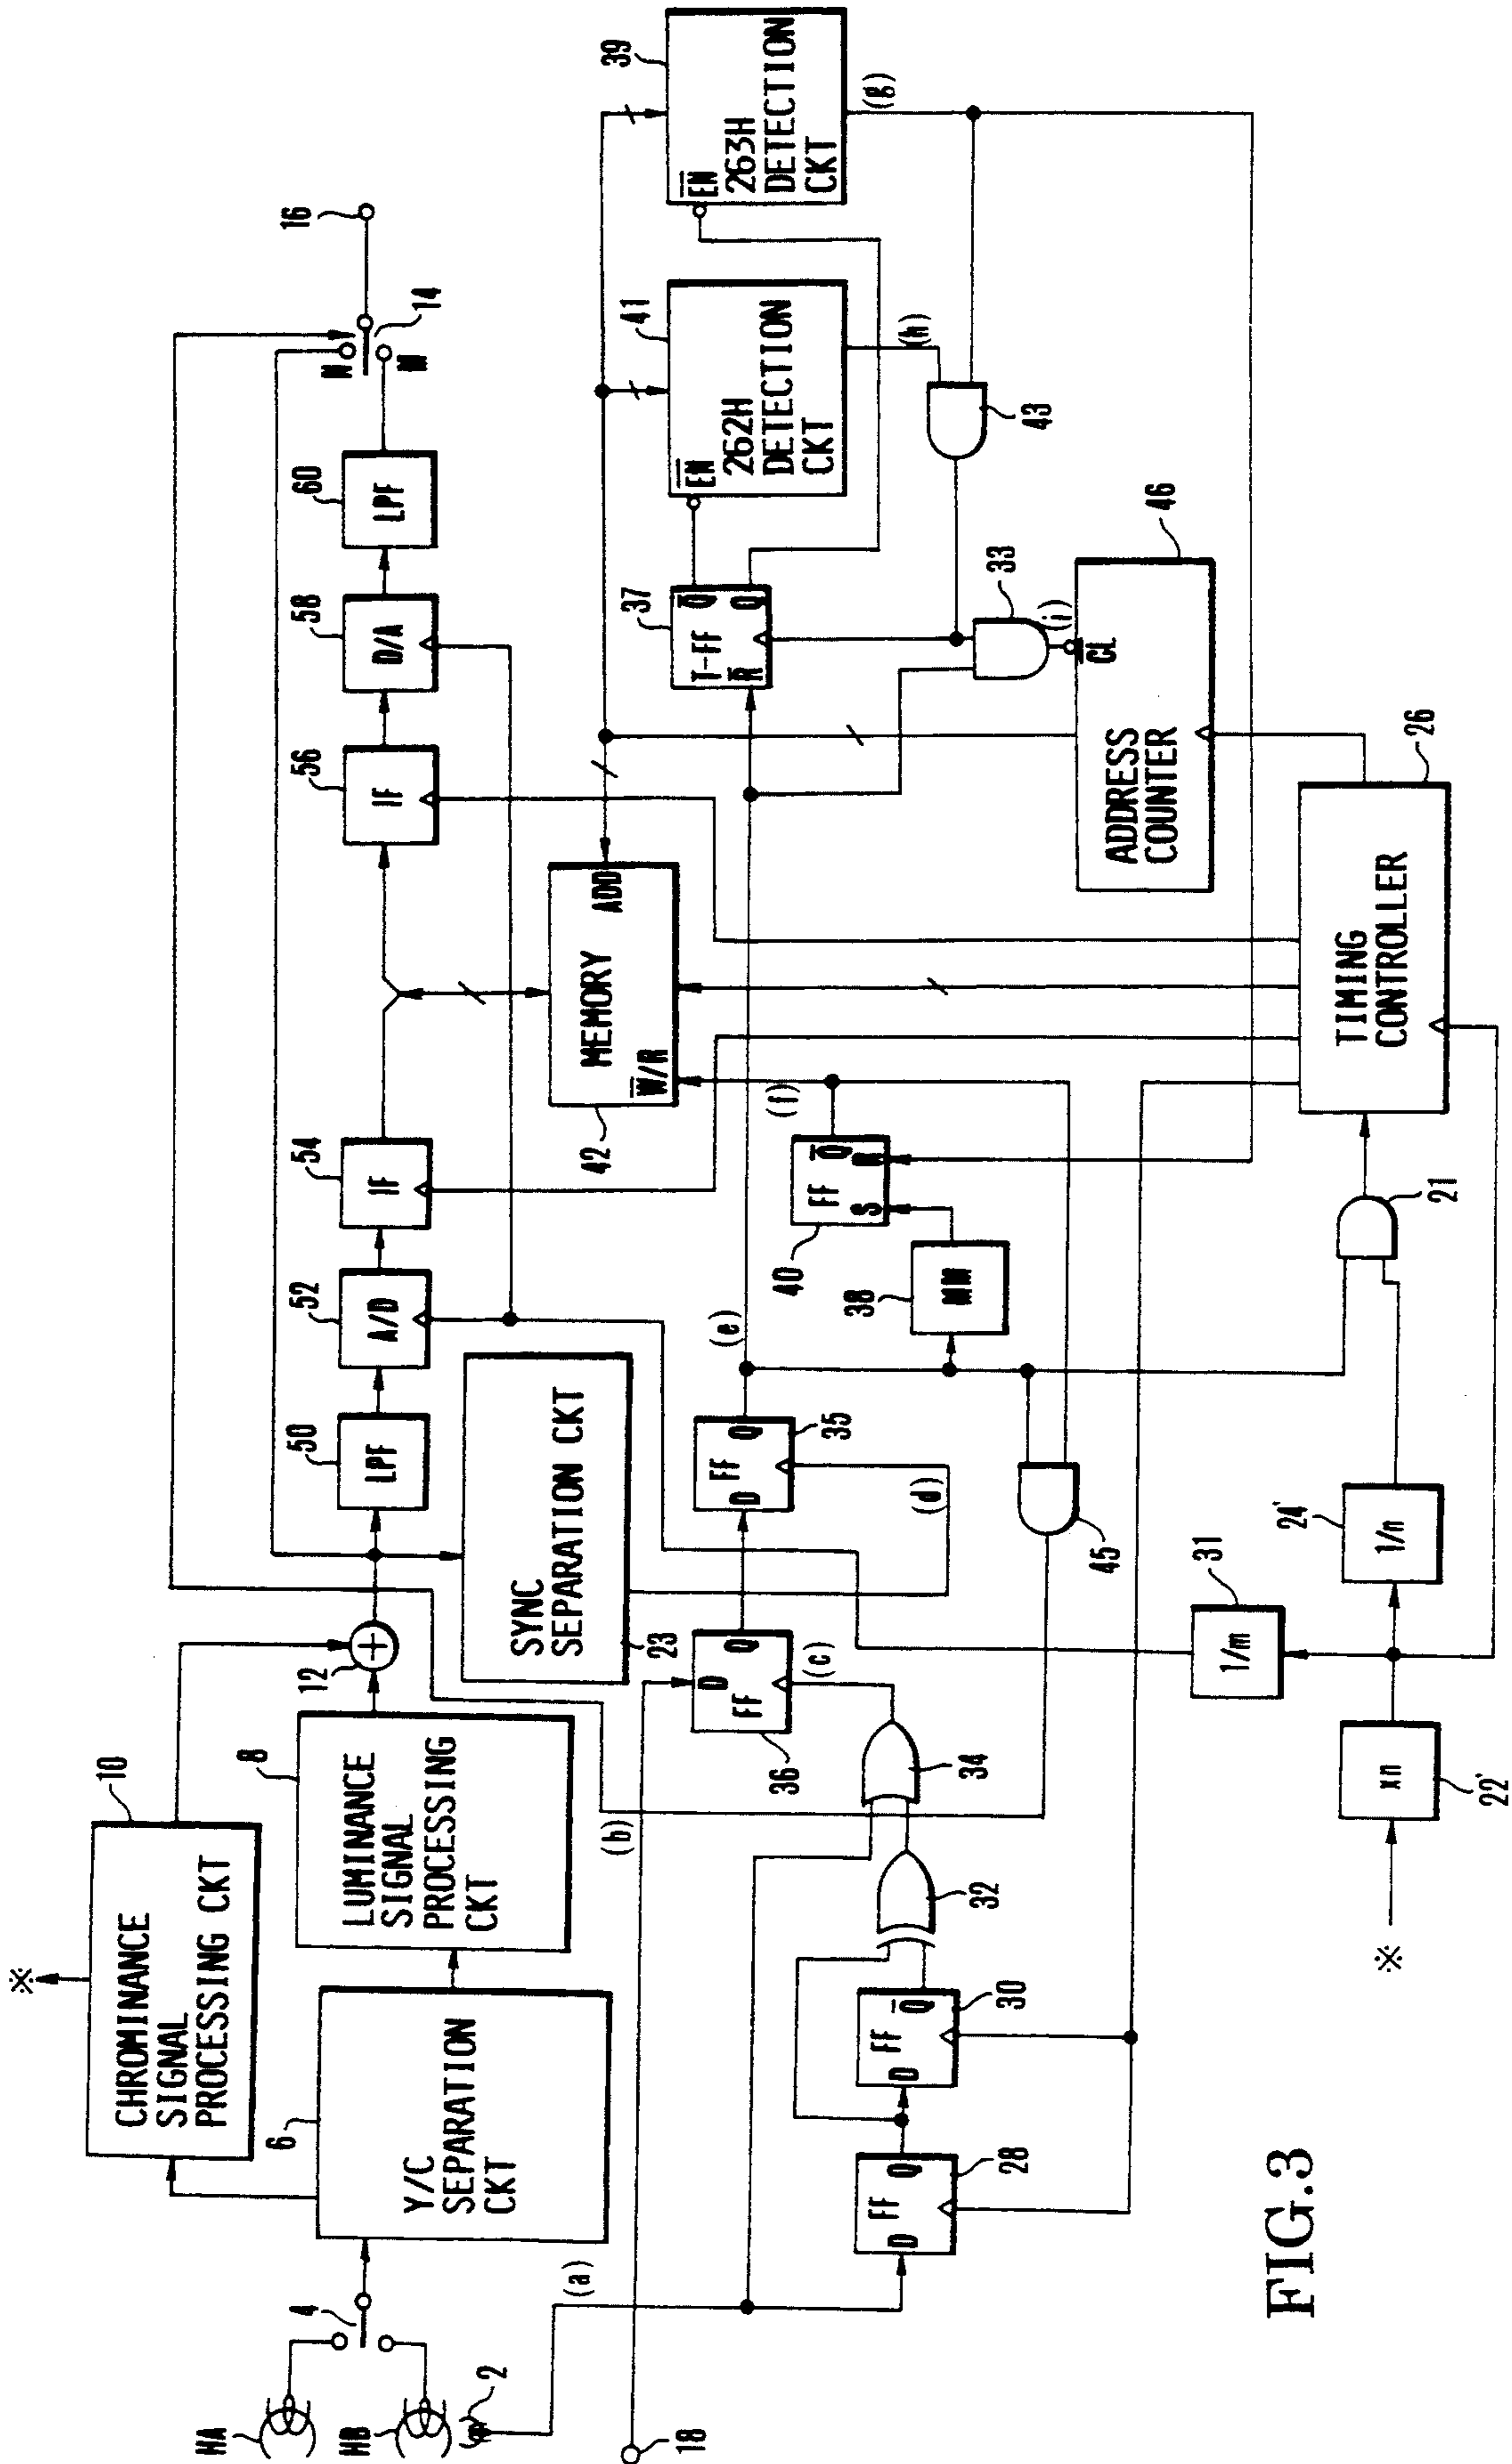 HA
HB
2
4
(a)
18
Y/C
SEPARATION
CKT
6
CHROMINANCE
SIGNAL
PROCESSING CKT
10
※
LUMINANCE
SIGNAL
PROCESSING
CKT
8
12
+
(b)
SYNC
SEPARATION CKT
23
LPF
50
A/D
52
IF
54
IF
56
D/A
58
LPF
60
N
M
14
16
MEMORY
ADD
W̅/R
42
D
FF
Q
28
D
FF
Q̅
30
32
34
(c)
D
FF
Q
36
D
FF
Q
35
(d)
(e)
MM
38
FF
S
R
Q̅
40
(f)
45
T-FF
R̅
Q̅
Q
37
E̅N̅
262H
DETECTION
CKT
41
(h)
E̅N̅
263H
DETECTION
CKT
39
(g)
43
33
(i)
C̅L̅
ADDRESS
COUNTER
46
TIMING
CONTROLLER
26
21
1/n
24'
1/m
31
xn
22'
※
FIG.3